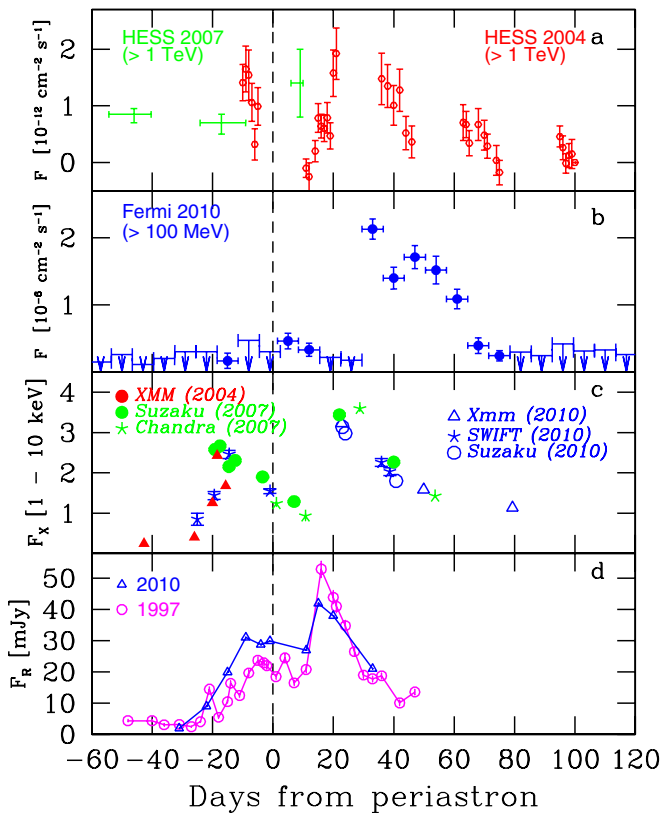 HESS 2007
(> 1 TeV)
HESS 2004
(> 1 TeV)
a
F [10⁻¹² cm⁻² s⁻¹]
2
1
0
Fermi 2010
(> 100 MeV)
b
F [10⁻⁶ cm⁻² s⁻¹]
2
1
XMM (2004)
Suzaku (2007)
Chandra (2007)
c
Xmm (2010)
SWIFT (2010)
Suzaku (2010)
F_X [1 − 10 keV]
4
3
2
1
2010
1997
d
F_R [mJy]
50
40
30
20
10
0
−60 −40 −20 0 20 40 60 80 100 120
Days from periastron